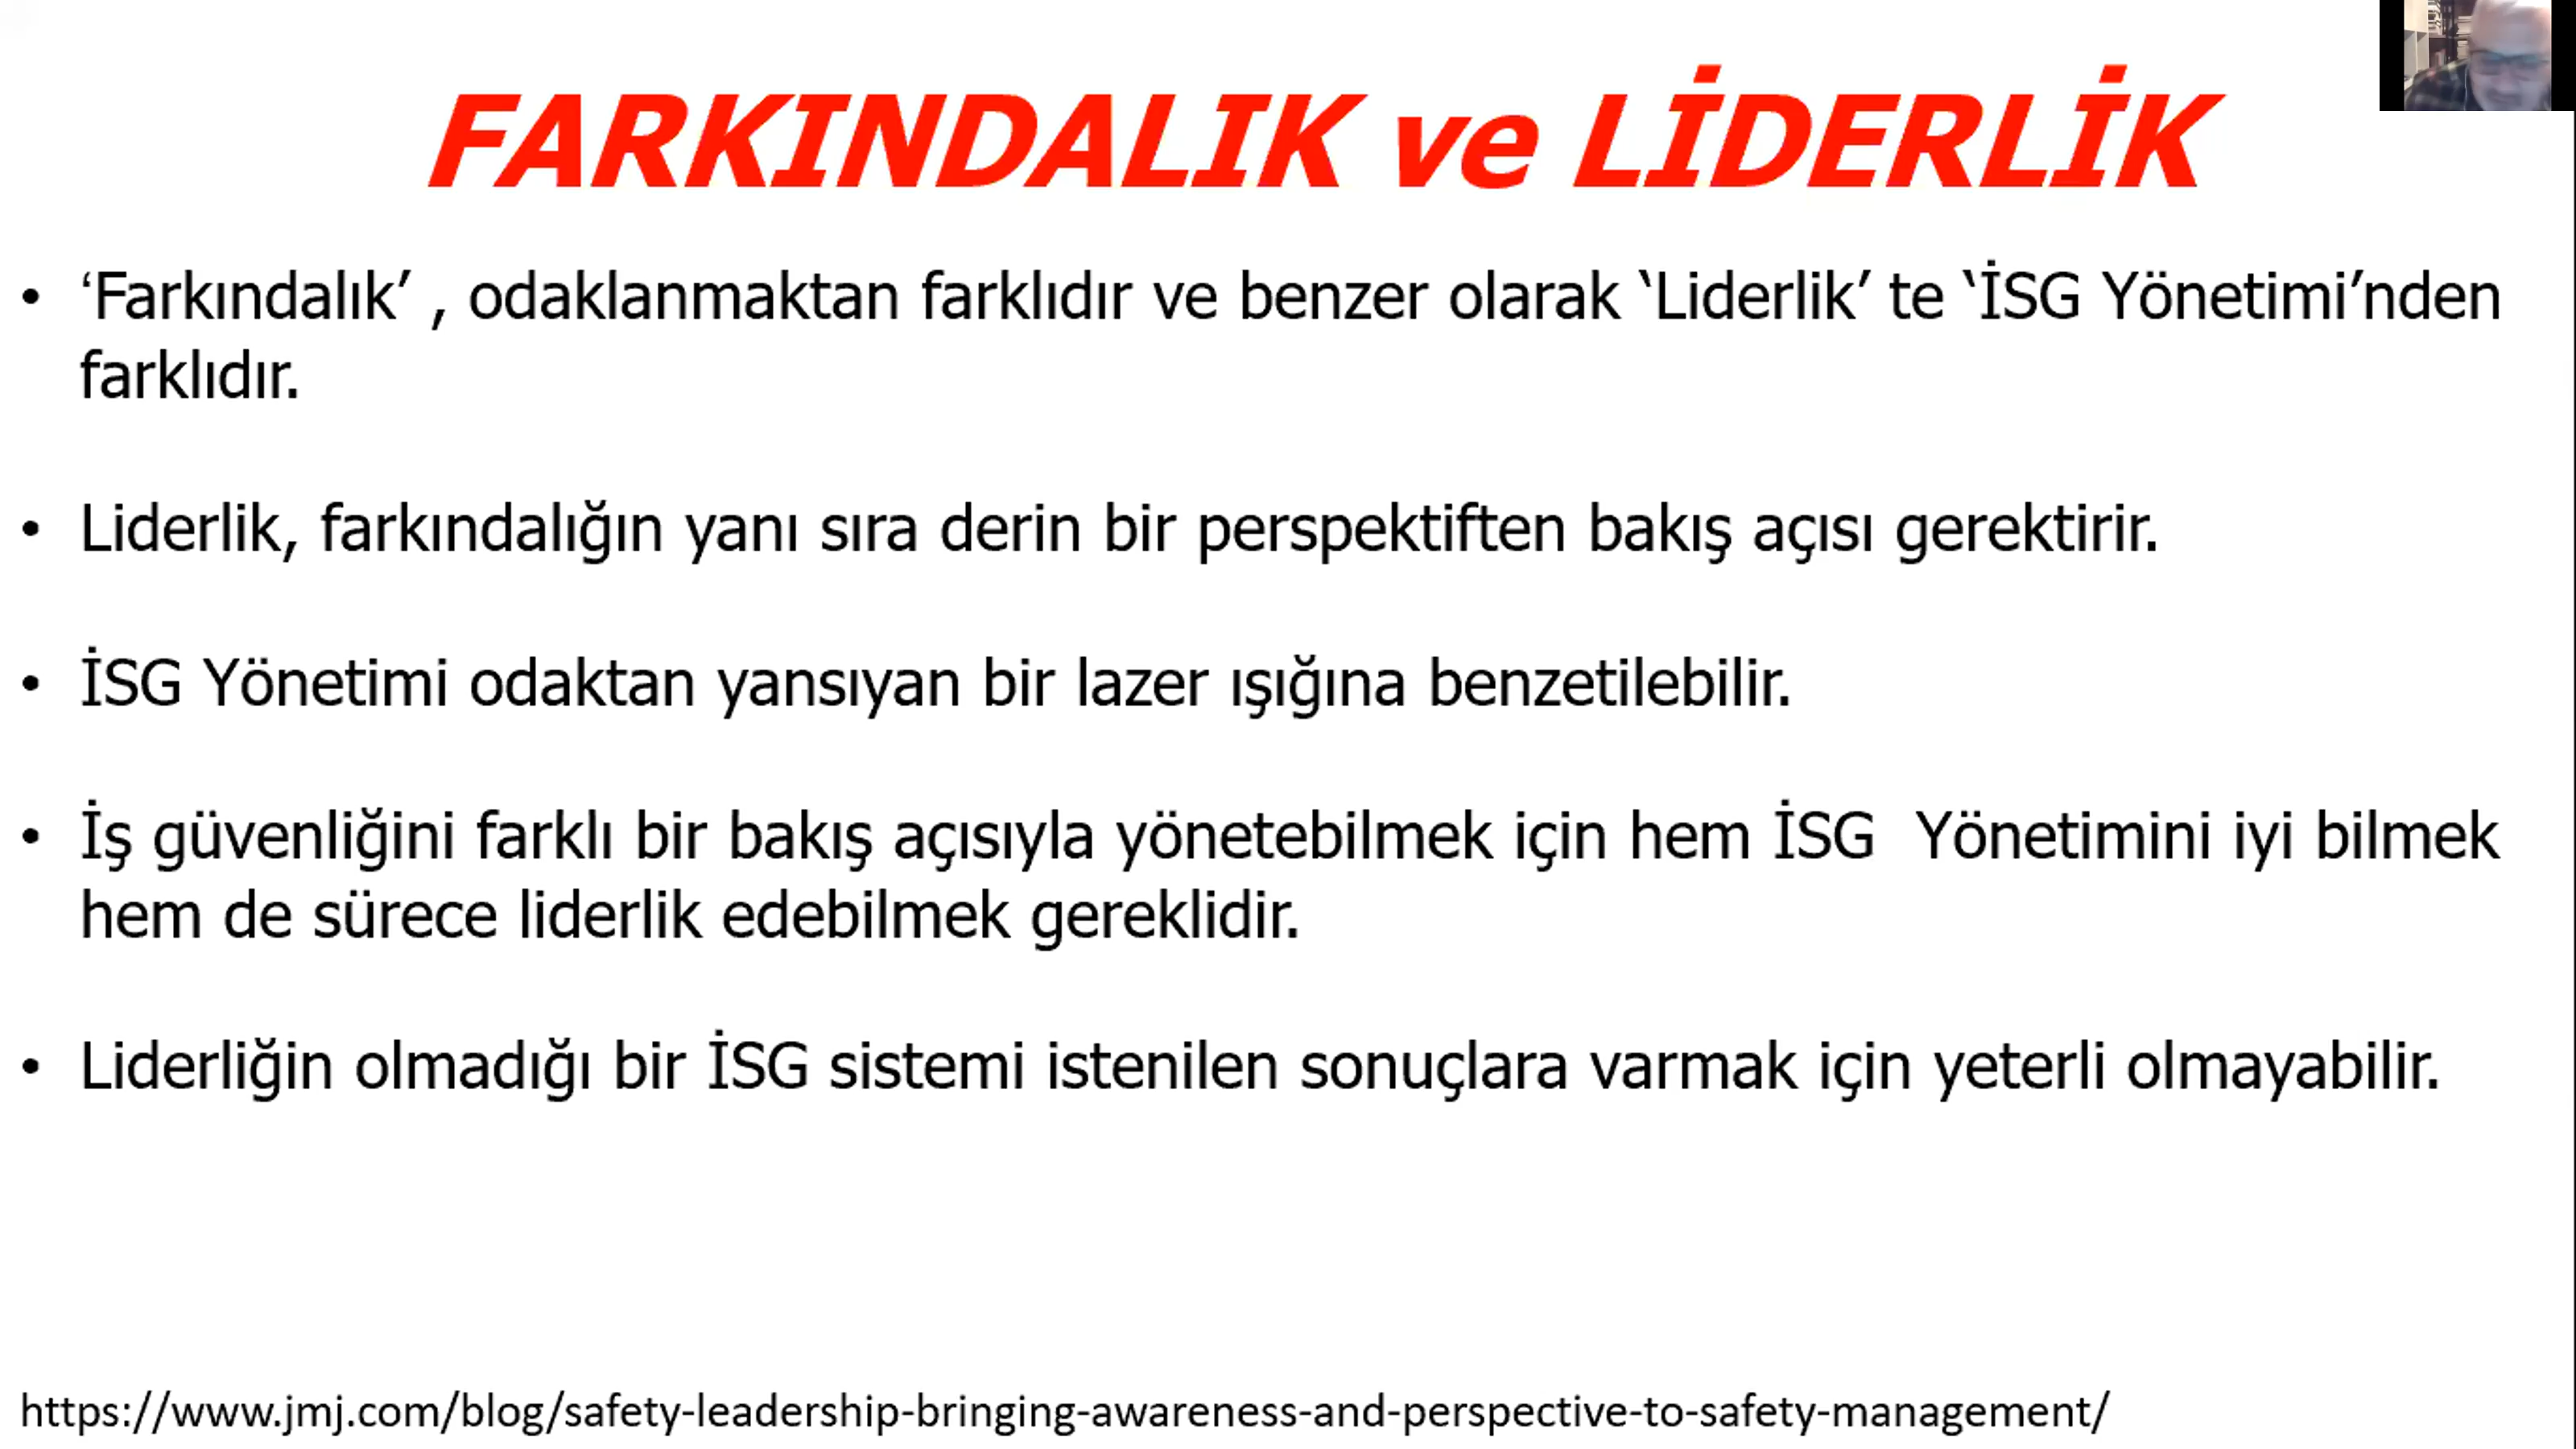 FARKINDALIK ve LİDERLİK
• ‘Farkındalık’ , odaklanmaktan farklıdır ve benzer olarak ‘Liderlik’ te ‘İSG Yönetimi’nden
farklıdır.
• Liderlik, farkındalığın yanı sıra derin bir perspektiften bakış açısı gerektirir.
• İSG Yönetimi odaktan yansıyan bir lazer ışığına benzetilebilir.
• İş güvenliğini farklı bir bakış açısıyla yönetebilmek için hem İSG  Yönetimini iyi bilmek
hem de sürece liderlik edebilmek gereklidir.
• Liderliğin olmadığı bir İSG sistemi istenilen sonuçlara varmak için yeterli olmayabilir.
https://www.jmj.com/blog/safety-leadership-bringing-awareness-and-perspective-to-safety-management/